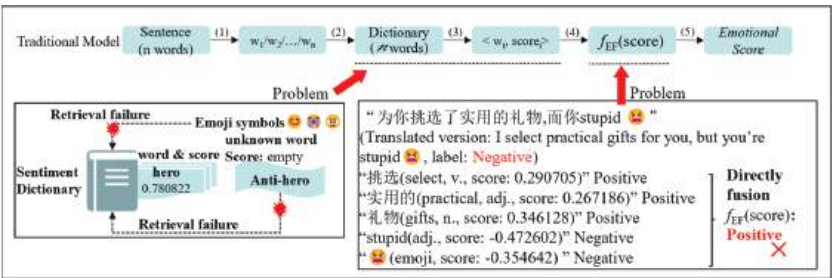 Traditional Model
Sentence
(n words)
(1)
w₁/w₂/…/wₙ
(2)
Dictionary
(𝑛 words)
(3)
< wᵢ, scoreᵢ>
(4)
f_EF(score)
(5)
Emotional
Score
Problem
Problem
Retrieval failure
Emoji symbols 😊 😭 😐
unknown word
Score: empty
Sentiment
Dictionary
word & score
hero
0.780822
Anti-hero
Retrieval failure
“为你挑选了实用的礼物,而你stupid 😫 ”
(Translated version: I select practical gifts for you, but you're
stupid 😫 , label: Negative)
“挑选(select, v., score: 0.290705)” Positive
“实用的(practical, adj., score: 0.267186)” Positive
“礼物(gifts, n., score: 0.346128)” Positive
“stupid(adj., score: -0.472602)” Negative
“ 😫 (emoji, score: -0.354642) ” Negative
Directly
fusion
f_EF(score):
Positive